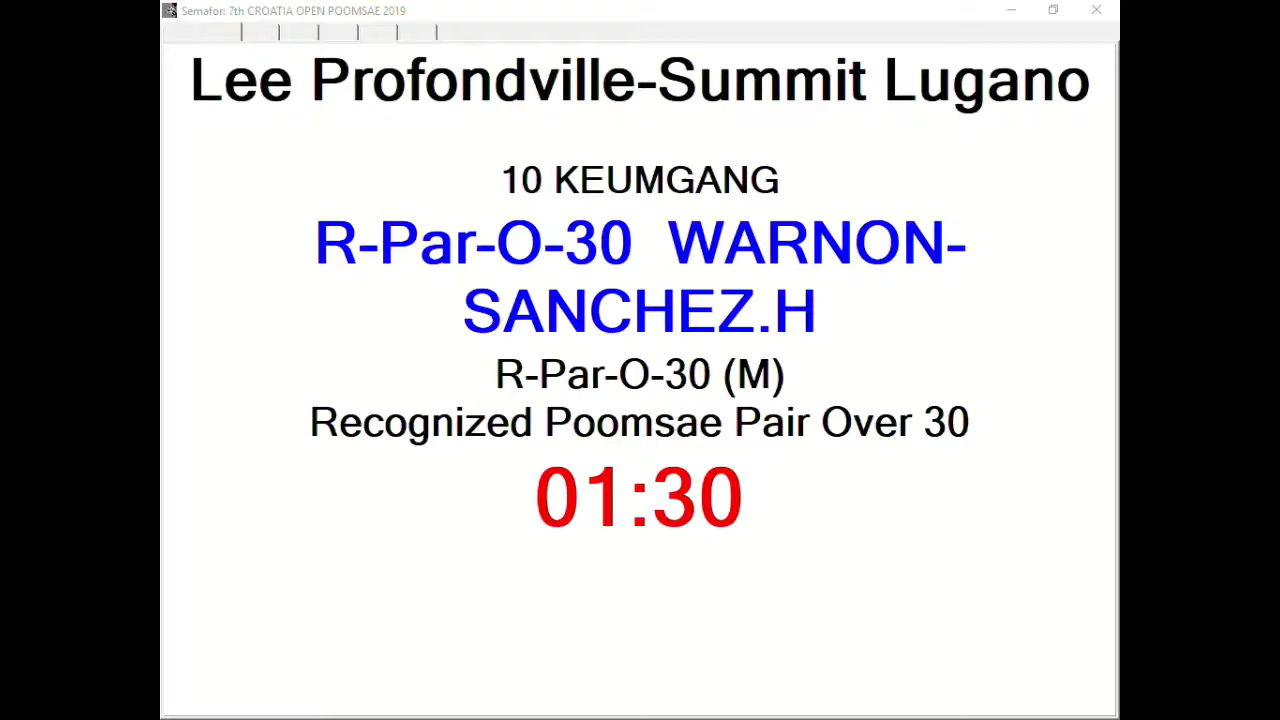 Semafor: 7th CROATIA OPEN POOMSAE 2019
Lee Profondville-Summit Lugano
10 KEUMGANG
R-Par-O-30 WARNON-
SANCHEZ.H
R-Par-O-30 (M)
Recognized Poomsae Pair Over 30
01:30